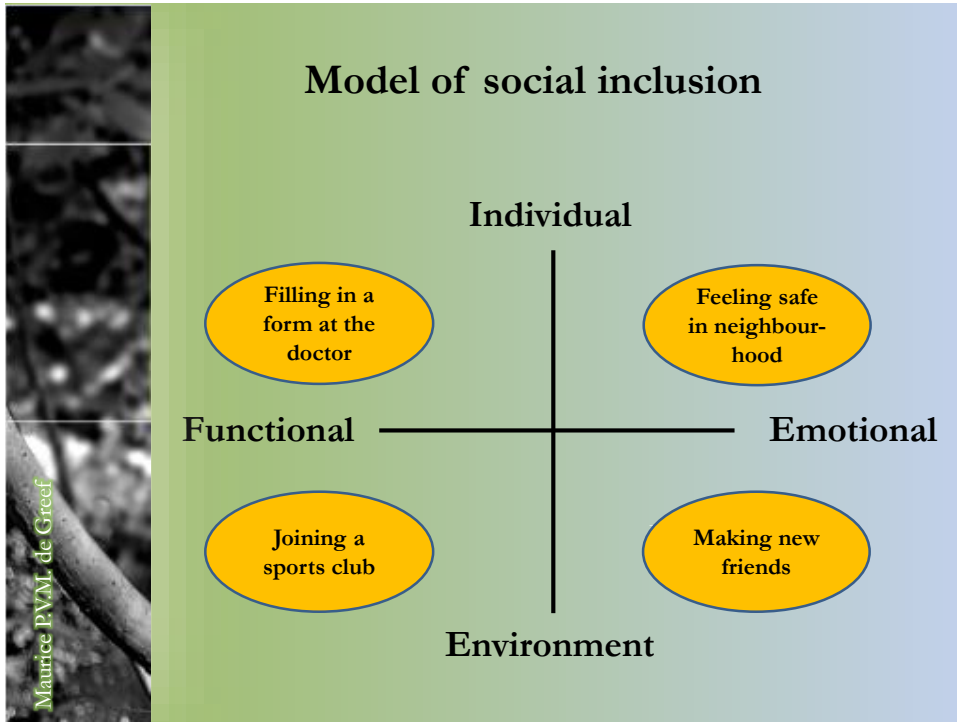 Model of social inclusion
Individual
Filling in a
form at the
doctor
Feeling safe
in neighbour-
hood
Functional
Emotional
Joining a
sports club
Making new
friends
Environment
Maurice P.V.M. de Greef